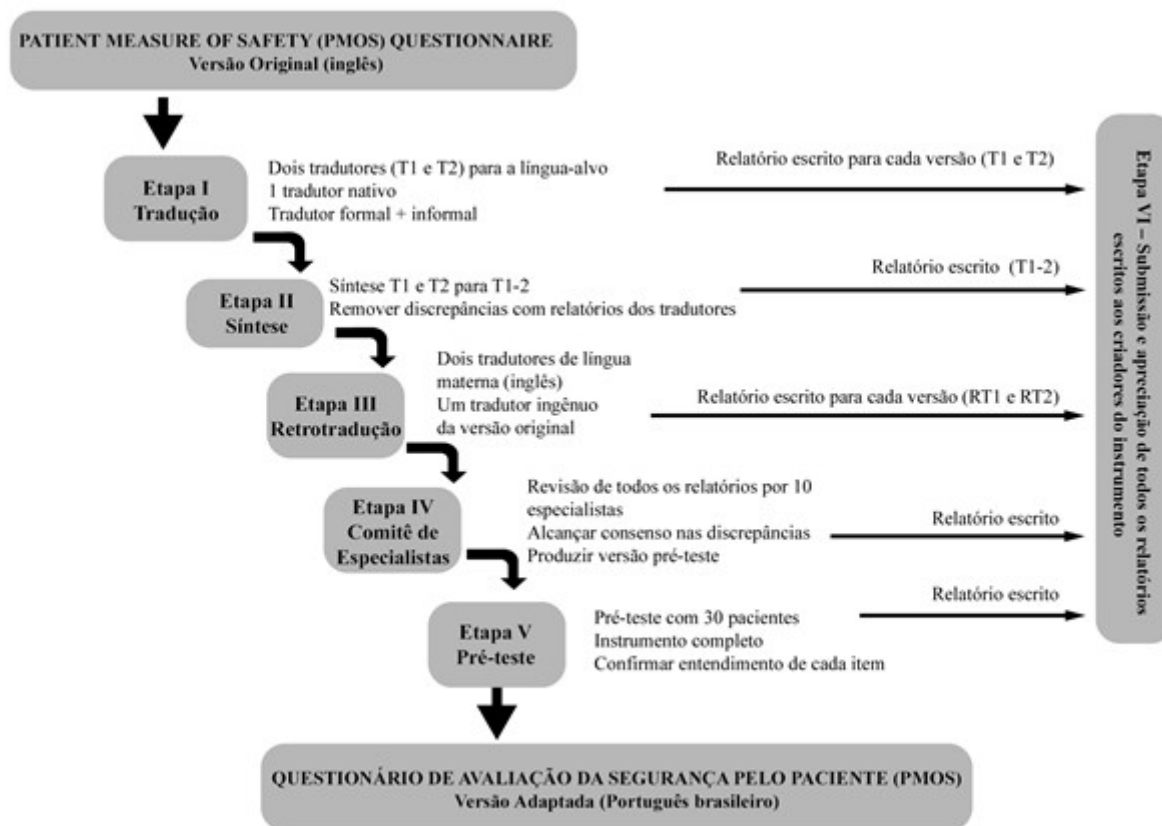 PATIENT MEASURE OF SAFETY (PMOS) QUESTIONNAIRE
Versão Original (inglês)
Etapa I
Tradução
Dois tradutores (T1 e T2) para a língua-alvo
1 tradutor nativo
Tradutor formal + informal
Relatório escrito para cada versão (T1 e T2)
Etapa II
Síntese
Síntese T1 e T2 para T1-2
Remover discrepâncias com relatórios dos tradutores
Relatório escrito (T1-2)
Etapa III
Retrotradução
Dois tradutores de língua
materna (inglês)
Um tradutor ingênuo
da versão original
Relatório escrito para cada versão (RT1 e RT2)
Etapa IV
Comitê de
Especialistas
Revisão de todos os relatórios por 10
especialistas
Alcançar consenso nas discrepâncias
Produzir versão pré-teste
Relatório escrito
Etapa V
Pré-teste
Pré-teste com 30 pacientes
Instrumento completo
Confirmar entendimento de cada item
Relatório escrito
Etapa VI – Submissão e apreciação de todos os relatórios
escritos aos criadores do instrumento
QUESTIONÁRIO DE AVALIAÇÃO DA SEGURANÇA PELO PACIENTE (PMOS)
Versão Adaptada (Português brasileiro)